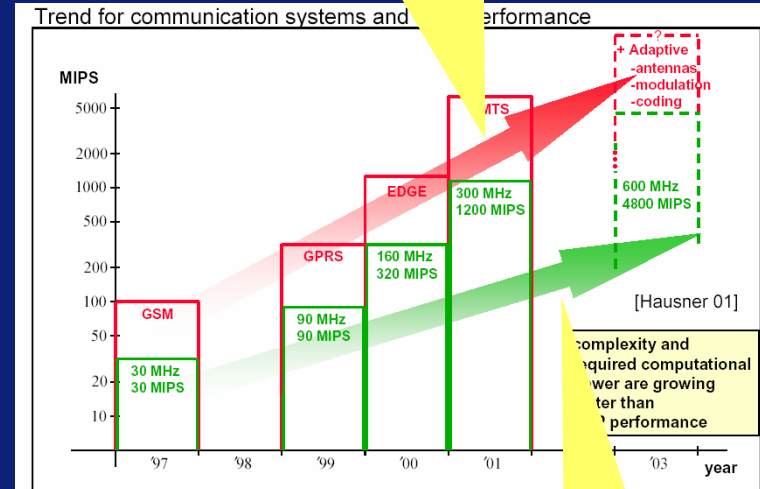 Trend for communication systems and erformance
MIPS
5000
2000
1000
500
200
100
50
20
10
GSM
30 MHz
30 MIPS
GPRS
90 MHz
90 MIPS
EDGE
160 MHz
320 MIPS
MTS
300 MHz
1200 MIPS
?
+ Adaptive
-antennas
-modulation
-coding
600 MHz
4800 MIPS
[Hausner 01]
complexity and
equired computational
ower are growing
ter than
performance
'97
'98
'99
'00
'01
'03
year